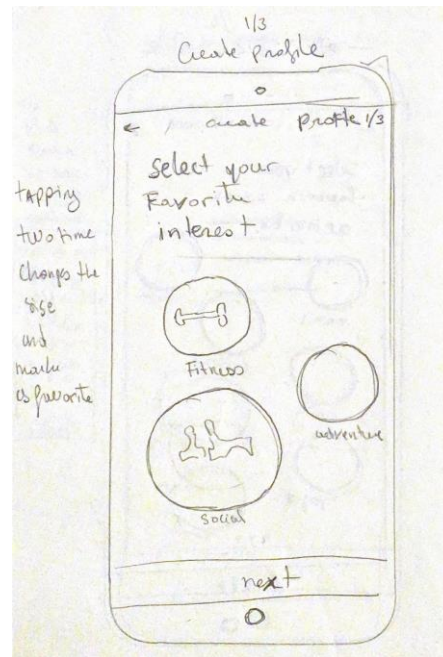 1/3
Create profile
← create profile 1/3
Select your
Favorite
interest
tapping
two time
changes the
size
and
mark
as favorite
Fitness
adventure
social
next